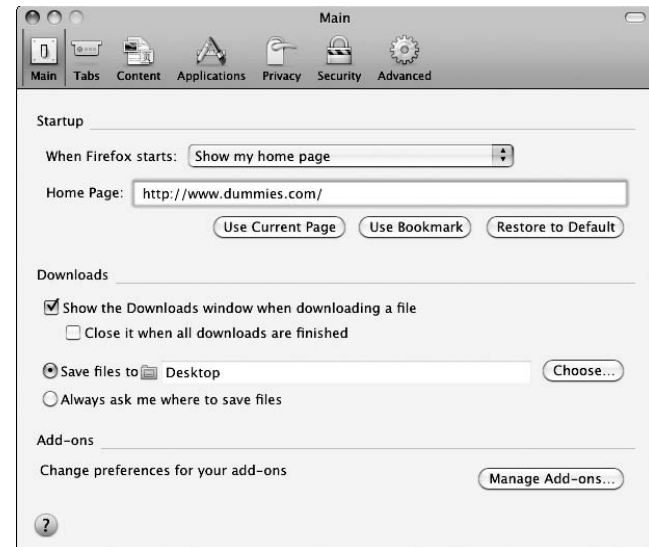 Main
Main Tabs Content Applications Privacy Security Advanced
Startup
When Firefox starts: Show my home page
Home Page: http://www.dummies.com/
Use Current Page Use Bookmark Restore to Default
Downloads
Show the Downloads window when downloading a file
Close it when all downloads are finished
Save files to Desktop Choose...
Always ask me where to save files
Add-ons
Change preferences for your add-ons Manage Add-ons...
?